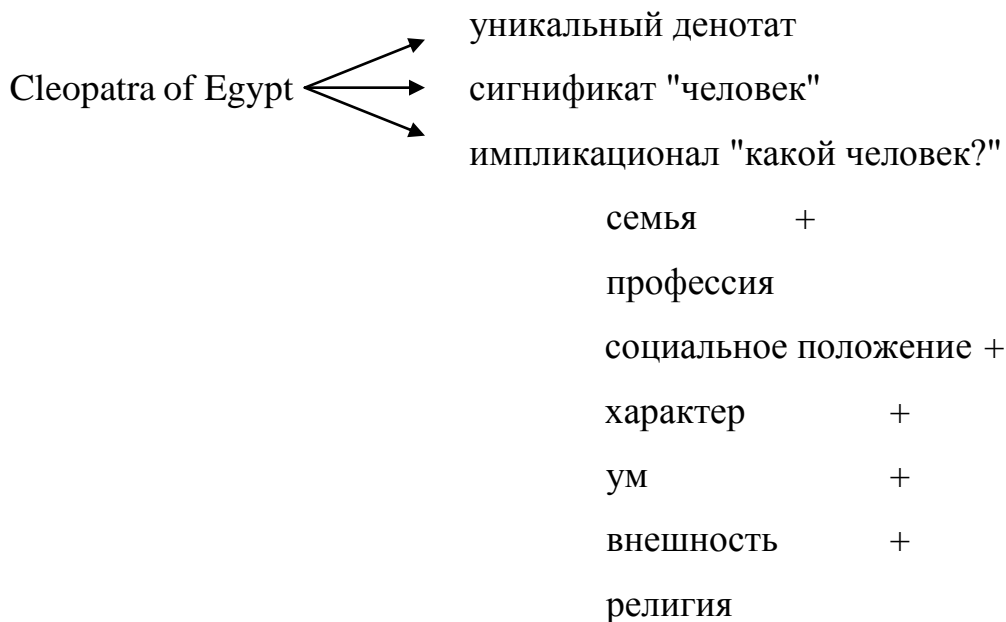 уникальный денотат
Cleopatra of Egypt сигнификат "человек"
импликационал "какой человек?"
семья +
профессия
социальное положение +
характер +
ум +
внешность +
религия